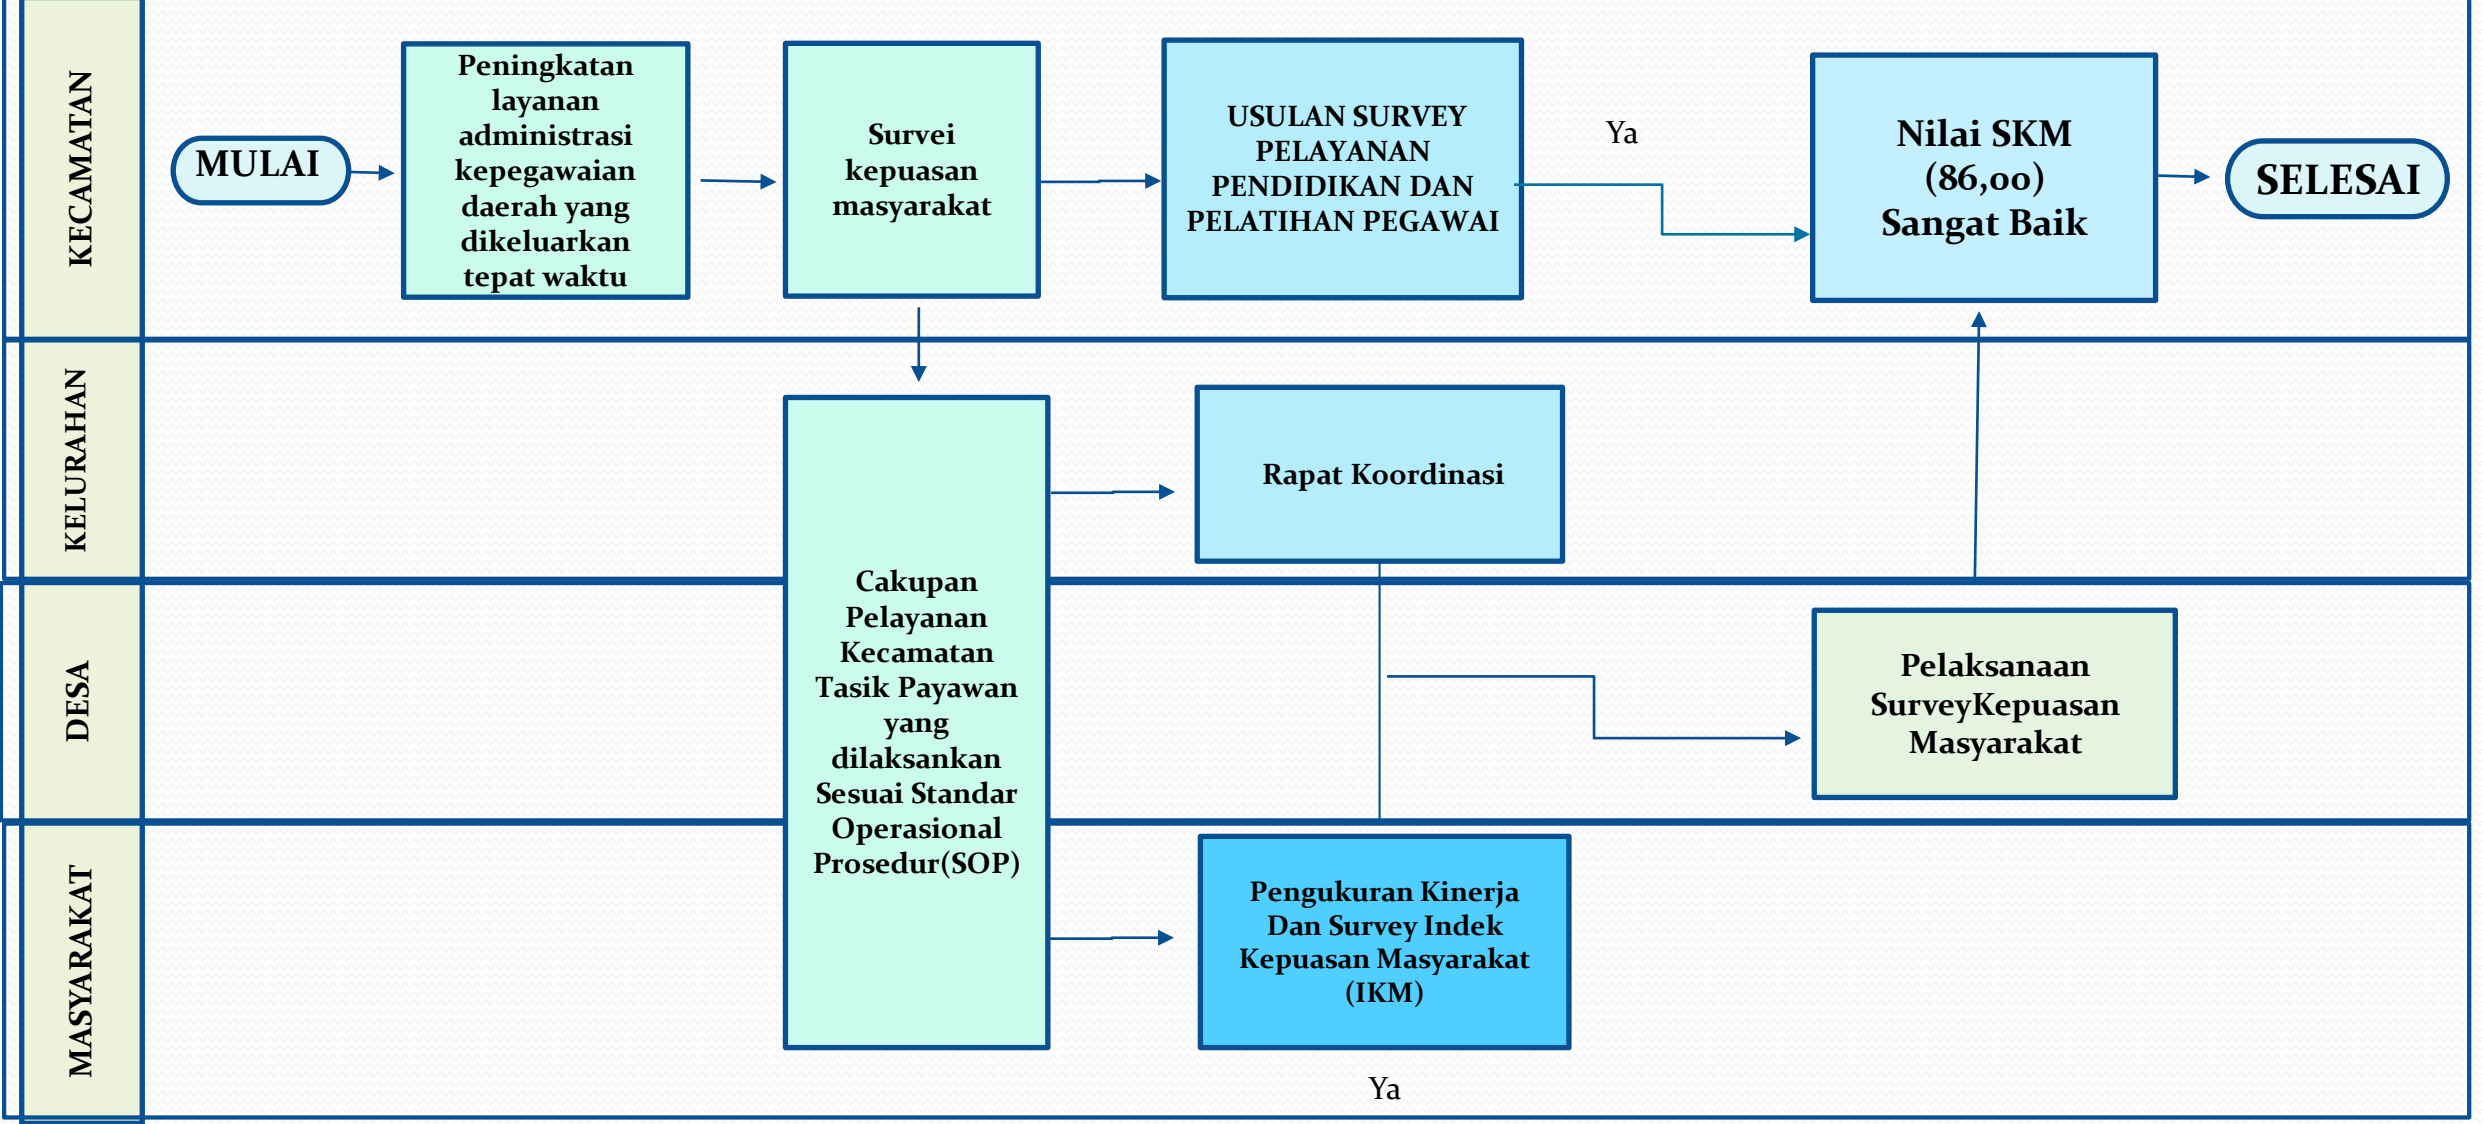 KECAMATAN
MULAI
Peningkatan
layanan
administrasi
kepegawaian
daerah yang
dikeluarkan
tepat waktu
Survei
kepuasan
masyarakat
USULAN SURVEY
PELAYANAN
PENDIDIKAN DAN
PELATIHAN PEGAWAI
Ya
Nilai SKM
(86,00)
Sangat Baik
SELESAI
KELURAHAN
Rapat Koordinasi
DESA
Cakupan
Pelayanan
Kecamatan
Tasik Payawan
yang
dilaksankan
Sesuai Standar
Operasional
Prosedur(SOP)
Pelaksanaan
SurveyKepuasan
Masyarakat
MASYARAKAT
Pengukuran Kinerja
Dan Survey Indek
Kepuasan Masyarakat
(IKM)
Ya